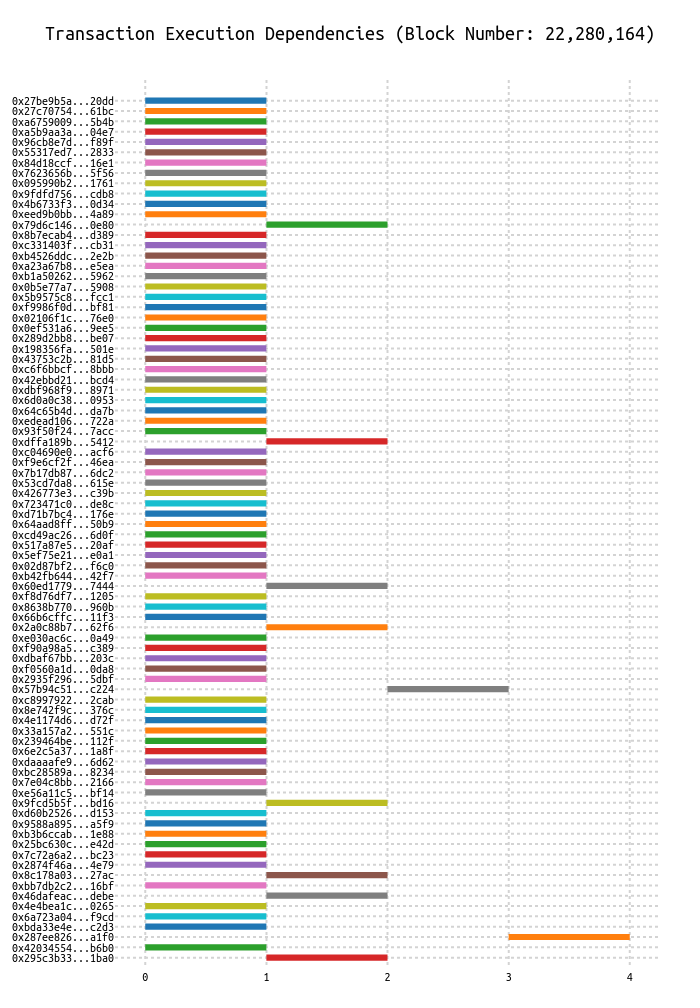 Transaction Execution Dependencies (Block Number: 22,280,164)
0x27be9b5a...20dd
0x27c70754...61bc
0xa6759009...5b4b
0xa5b9aa3a...04e7
0x96cb8e7d...f89f
0x55317ed7...2833
0x84d18ccf...16e1
0x7623656b...5f56
0x095990b2...1761
0x9fdfd756...cdb8
0x4b6733f3...0d34
0xeed9b0bb...4a89
0x79d6c146...0e80
0x8b7ecab4...d389
0xc331403f...cb31
0xb4526ddc...2e2b
0xa23a67b8...e5ea
0xb1a50262...5962
0x0b5e77a7...5908
0x5b9575c8...fcc1
0xf9986f0d...bf81
0x02106f1c...76e0
0x0ef531a6...9ee5
0x289d2bb8...be07
0x198356fa...501e
0x43753c2b...81d5
0xc6f6bbcf...8bbb
0x42ebbd21...bcd4
0xdbf968f9...8971
0x6d0a0c38...0953
0x64c65b4d...da7b
0xedead106...722a
0x93f50f24...7acc
0xdffa189b...5412
0xc04690e0...acf6
0xf9e6cf2f...46ea
0x7b17db87...6dc2
0x53cd7da8...615e
0x426773e3...c39b
0x723471c0...de8c
0xd71b7bc4...176e
0x64aad8ff...50b9
0xcd49ac26...6d0f
0x517a87e5...20af
0x5ef75e21...e0a1
0x02d87bf2...f6c0
0xb42fb644...42f7
0x60ed1779...7444
0xf8d76df7...1205
0x8638b770...960b
0x66b6cffc...11f3
0x2a0c88b7...62f6
0xe030ac6c...0a49
0xf90a98a5...c389
0xdbaf67bb...203c
0xf0560a1d...0da8
0x2935f296...5dbf
0x57b94c51...c224
0xc8997922...2cab
0x8e742f9c...376c
0x4e1174d6...d72f
0x33a157a2...551c
0x239464be...112f
0x6e2c5a37...1a8f
0xdaaaafe9...6d62
0xbc28589a...8234
0x7e04c8bb...2166
0xe56a11c5...bf14
0x9fcd5b5f...bd16
0xd60b2526...d153
0x9588a895...a5f9
0xb3b6ccab...1e88
0x25bc630c...e42d
0x7c72a6a2...bc23
0x2874f46a...4e79
0x8c178a03...27ac
0xbb7db2c2...16bf
0x46dafeac...debe
0x4e4bea1c...0265
0x6a723a04...f9cd
0xbda33e4e...c2d3
0x287ee826...a1f0
0x42034554...b6b0
0x295c3b33...1ba0
0 1 2 3 4